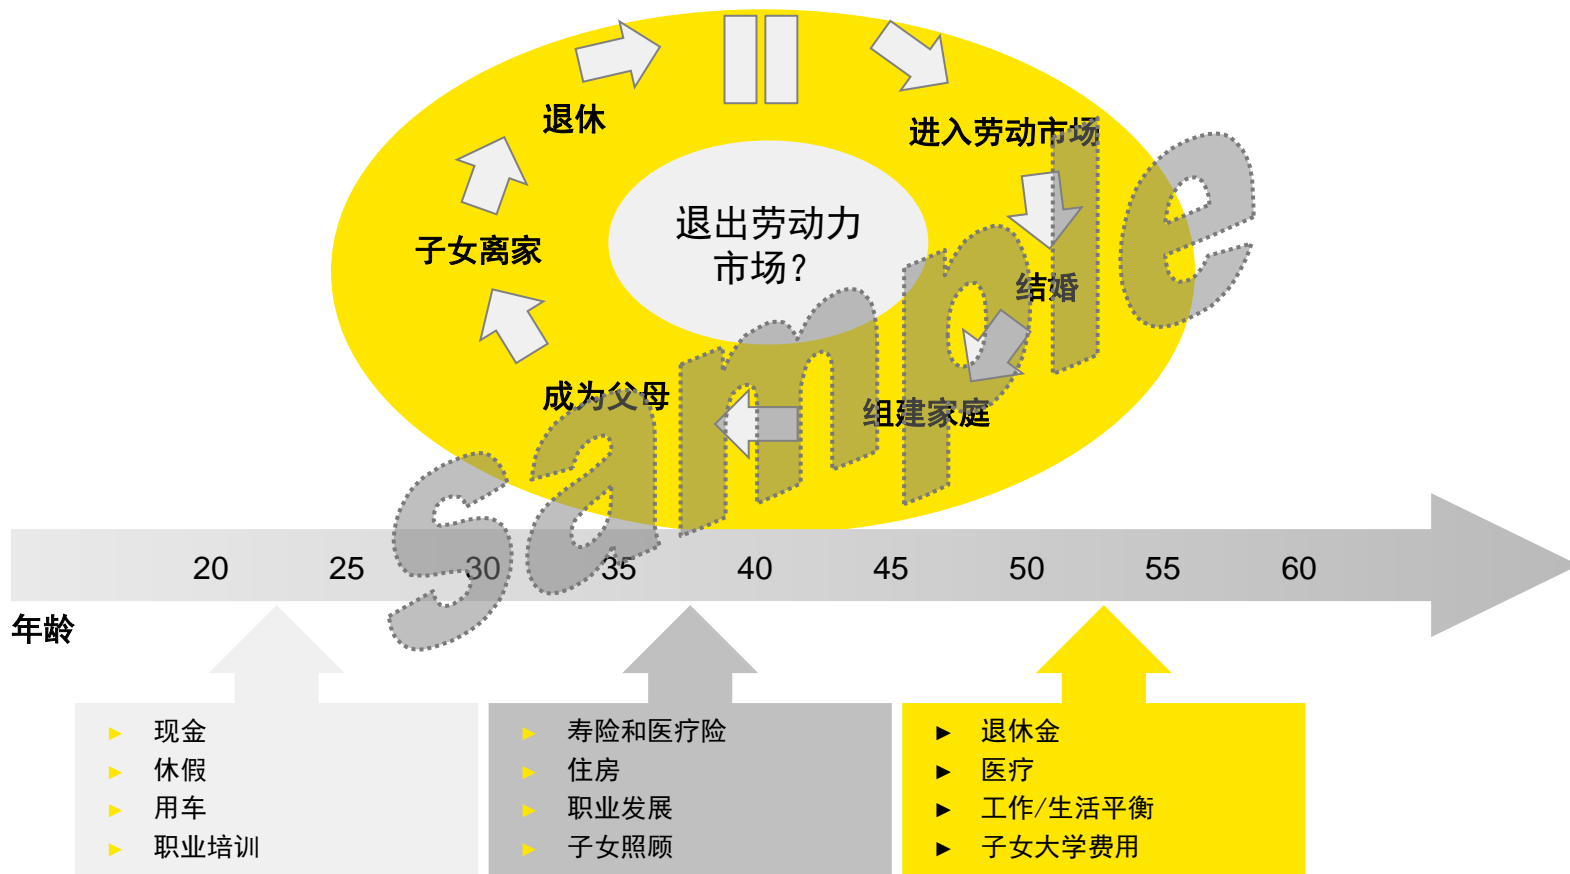 退休
进入劳动市场
退出劳动力
市场？
子女离家
结婚
成为父母
组建家庭
sample
20 25 30 35 40 45 50 55 60
年龄
► 现金
► 休假
► 用车
► 职业培训
► 寿险和医疗险
► 住房
► 职业发展
► 子女照顾
► 退休金
► 医疗
► 工作/生活平衡
► 子女大学费用